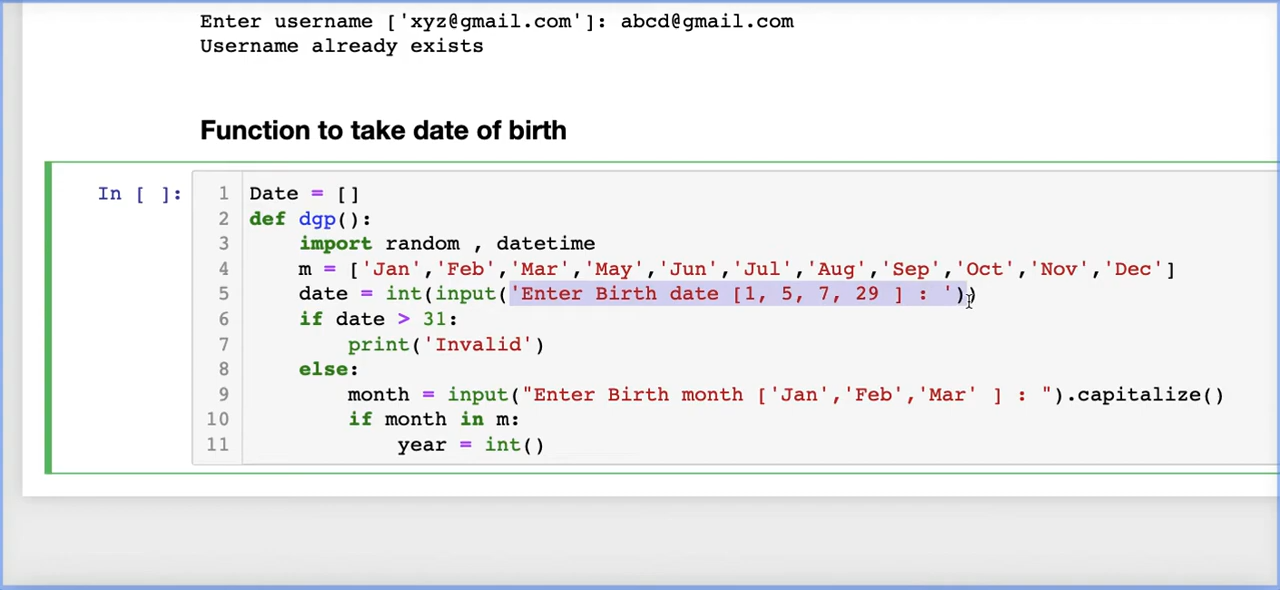 Enter username ['xyz@gmail.com']: abcd@gmail.com
Username already exists
Function to take date of birth
In [ ]:
1 Date = []
2 def dgp():
3 import random , datetime
4 m = ['Jan','Feb','Mar','May','Jun','Jul','Aug','Sep','Oct','Nov','Dec']
5 date = int(input('Enter Birth date [1, 5, 7, 29 ] : '))
6 if date > 31:
7 print('Invalid')
8 else:
9 month = input("Enter Birth month ['Jan','Feb','Mar' ] : ").capitalize()
10 if month in m:
11 year = int()